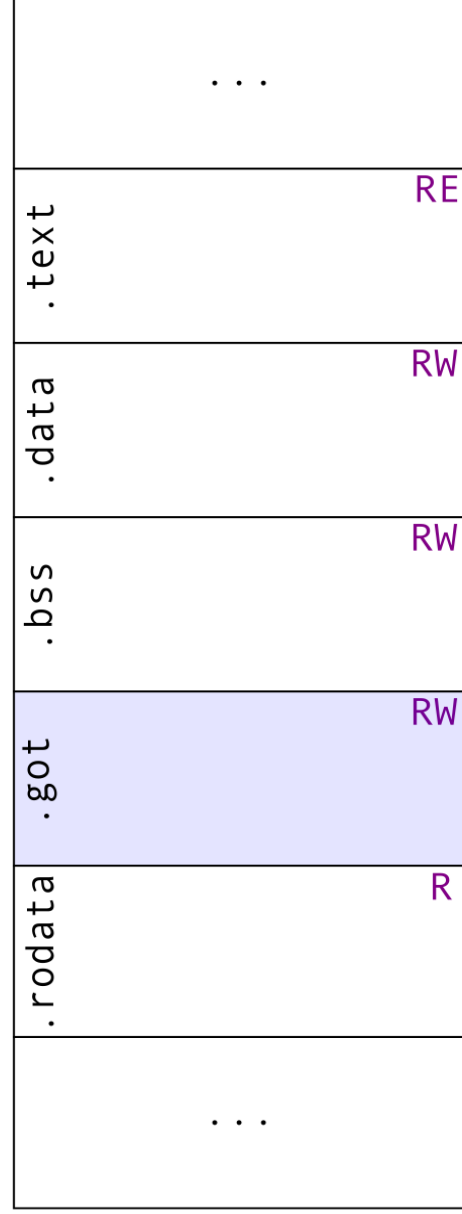 ...
RE
.text
RW
.data
RW
.bss
RW
.got
R
.rodata
...